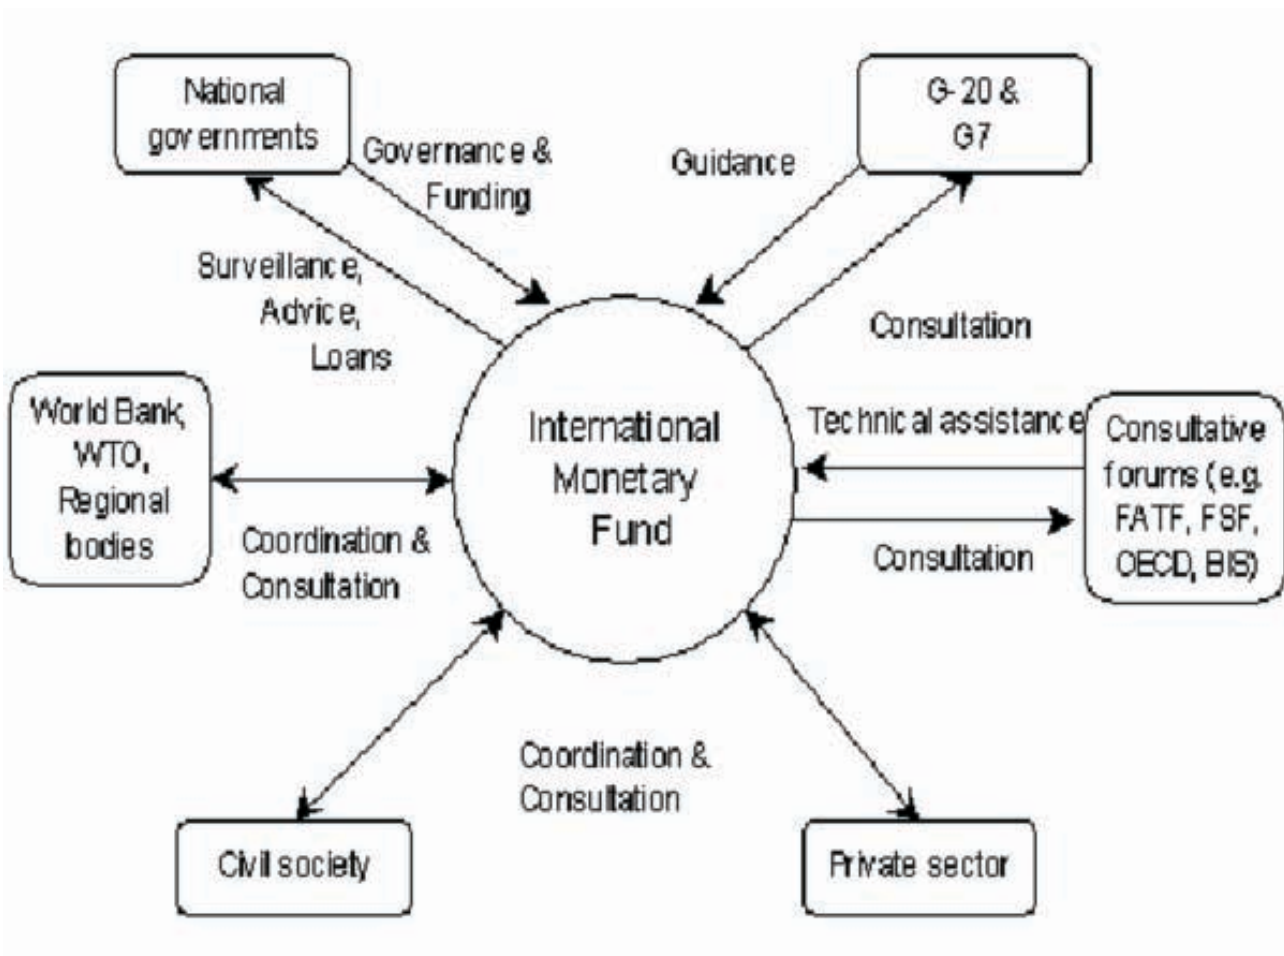 National
governments
G-20 &
G7
Governance &
Funding
Guidance
Surveillance,
Advice,
Loans
Consultation
World Bank,
WTO,
Regional
bodies
International
Monetary
Fund
Technical assistance
Consultative
forums (e.g.
FATF, FSF,
OECD, BIS)
Coordination &
Consultation
Consultation
Coordination &
Consultation
Civil society
Private sector